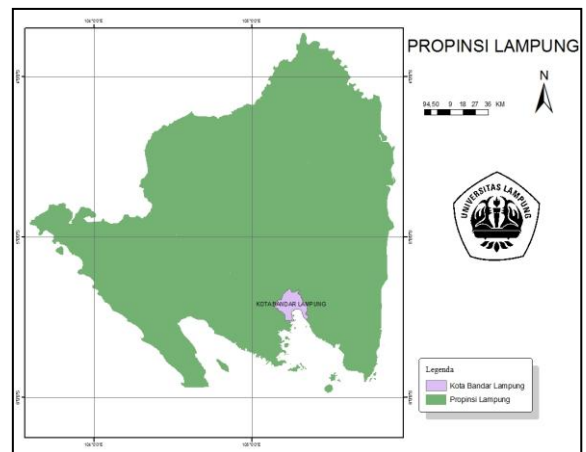 PROPINSI LAMPUNG
N
94,50 9 18 27 36 KM
UNIVERSITAS LAMPUNG
KOTA BANDAR LAMPUNG
Legenda
Kota Bandar Lampung
Propinsi Lampung